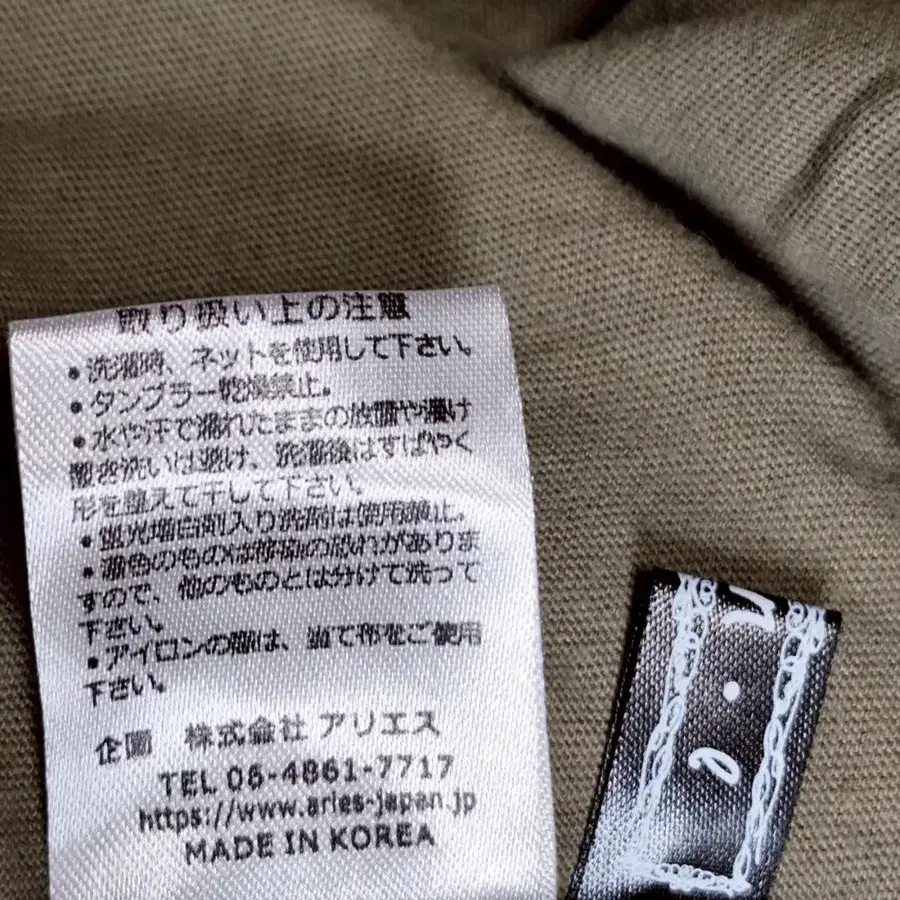 取り扱い上の注意
•洗濯時、ネットを使用して下さい。
•タンブラー乾燥禁止。
•水や汗で濡れたままの放置や漬け
置き洗いは避け、洗濯後はすばやく
形を整えて干して下さい。
•蛍光増白剤入り洗剤は使用禁止。
•濃色のものは移染の恐れがありま
すので、他のものとは分けて洗って
下さい。
•アイロンの際は、当て布をご使用
下さい。
企画 株式会社 アリエス
TEL 06-4861-7717
https://www.aries-japan.jp
MADE IN KOREA